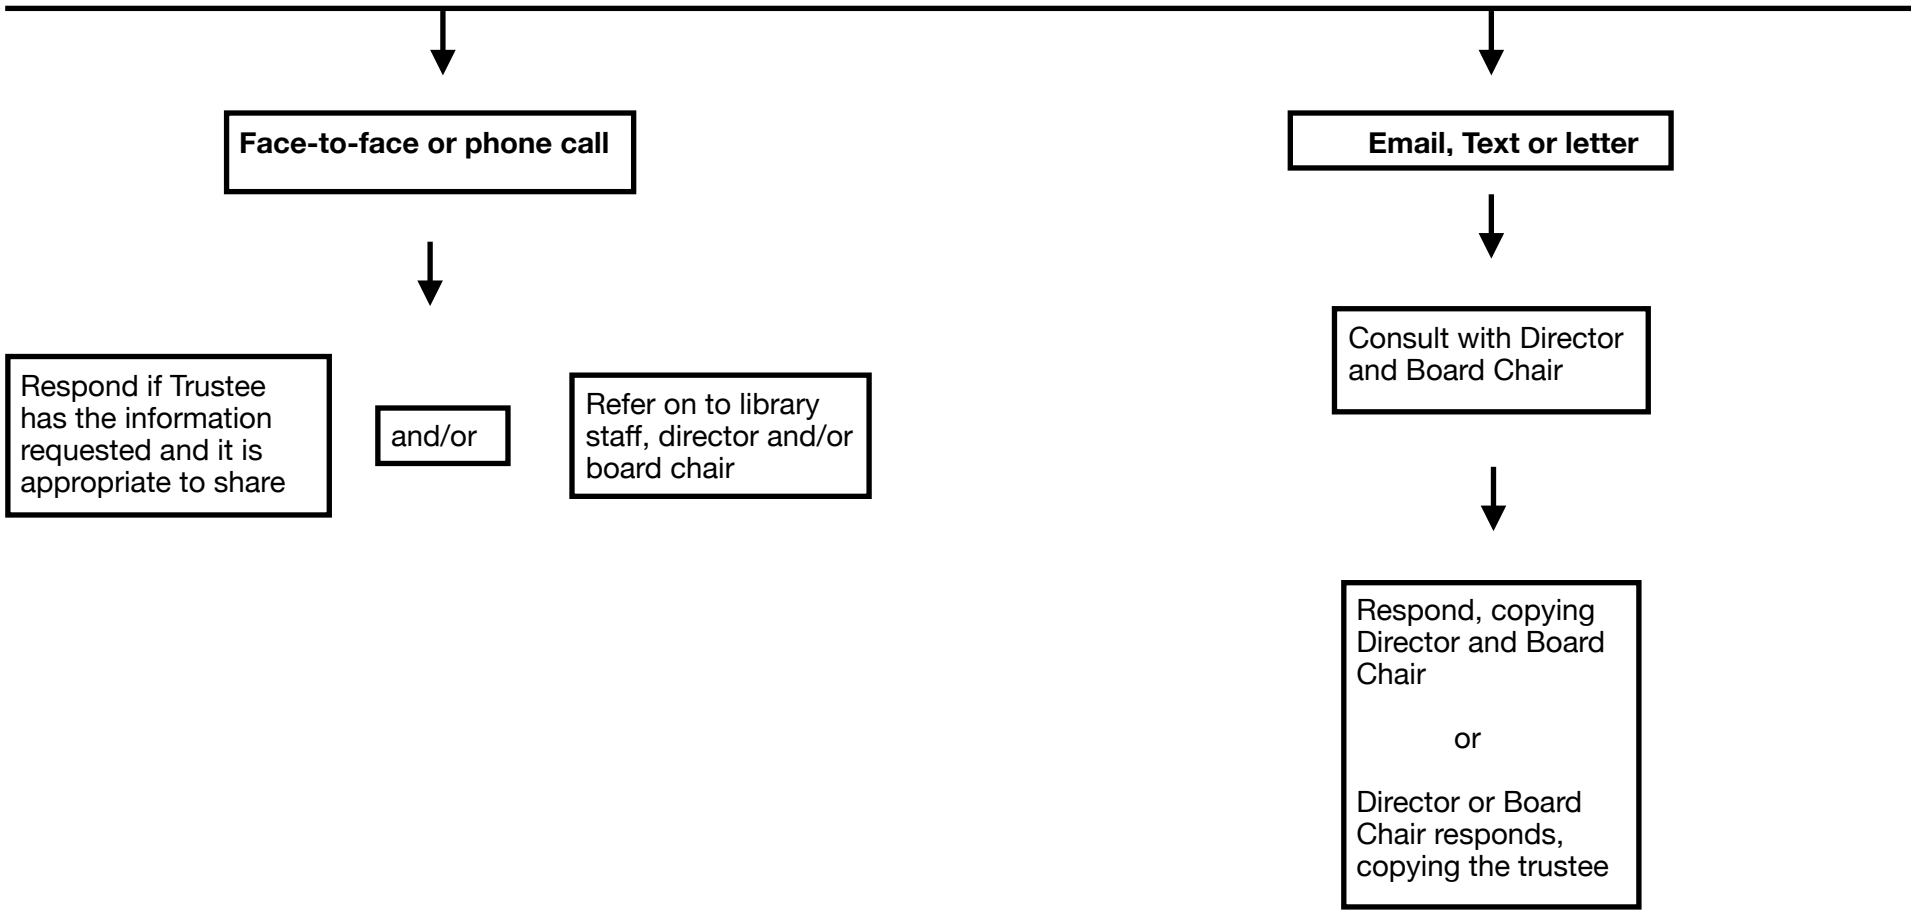 Face-to-face or phone call
Email, Text or letter
Respond if Trustee
has the information
requested and it is
appropriate to share
and/or
Refer on to library
staff, director and/or
board chair
Consult with Director
and Board Chair
Respond, copying
Director and Board
Chair
or
Director or Board
Chair responds,
copying the trustee